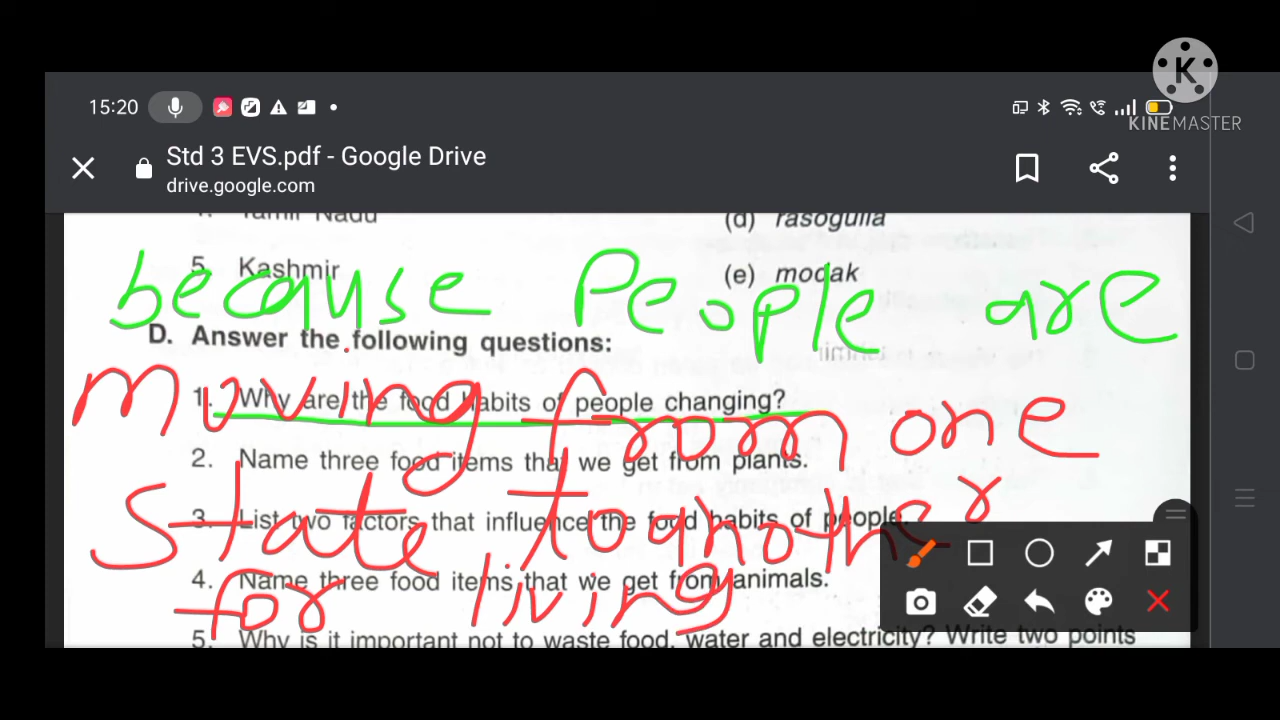 15:20
KINEMASTER
Std 3 EVS.pdf - Google Drive
drive.google.com
4. Tamil Nadu (d) rasogulla
5. Kashmir (e) modak
because People are
D. Answer the following questions:
moving from one
1. Why are the food habits of people changing?
2. Name three food items that we get from plants.
state to another
3. List two factors that influence the food habits of people.
for living
4. Name three food items that we get from animals.
5. Why is it important not to waste food, water and electricity? Write two points